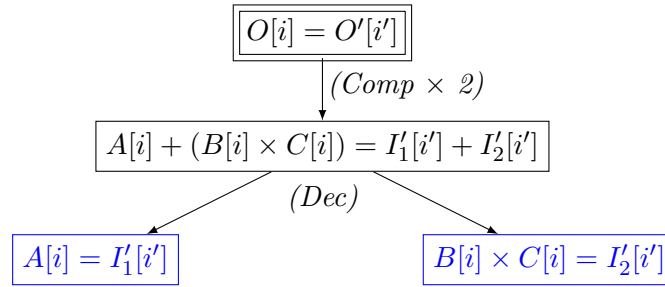 O[i] = O′[i′]
(Comp × 2)
A[i] + (B[i] × C[i]) = I′₁[i′] + I′₂[i′]
(Dec)
A[i] = I′₁[i′]
B[i] × C[i] = I′₂[i′]